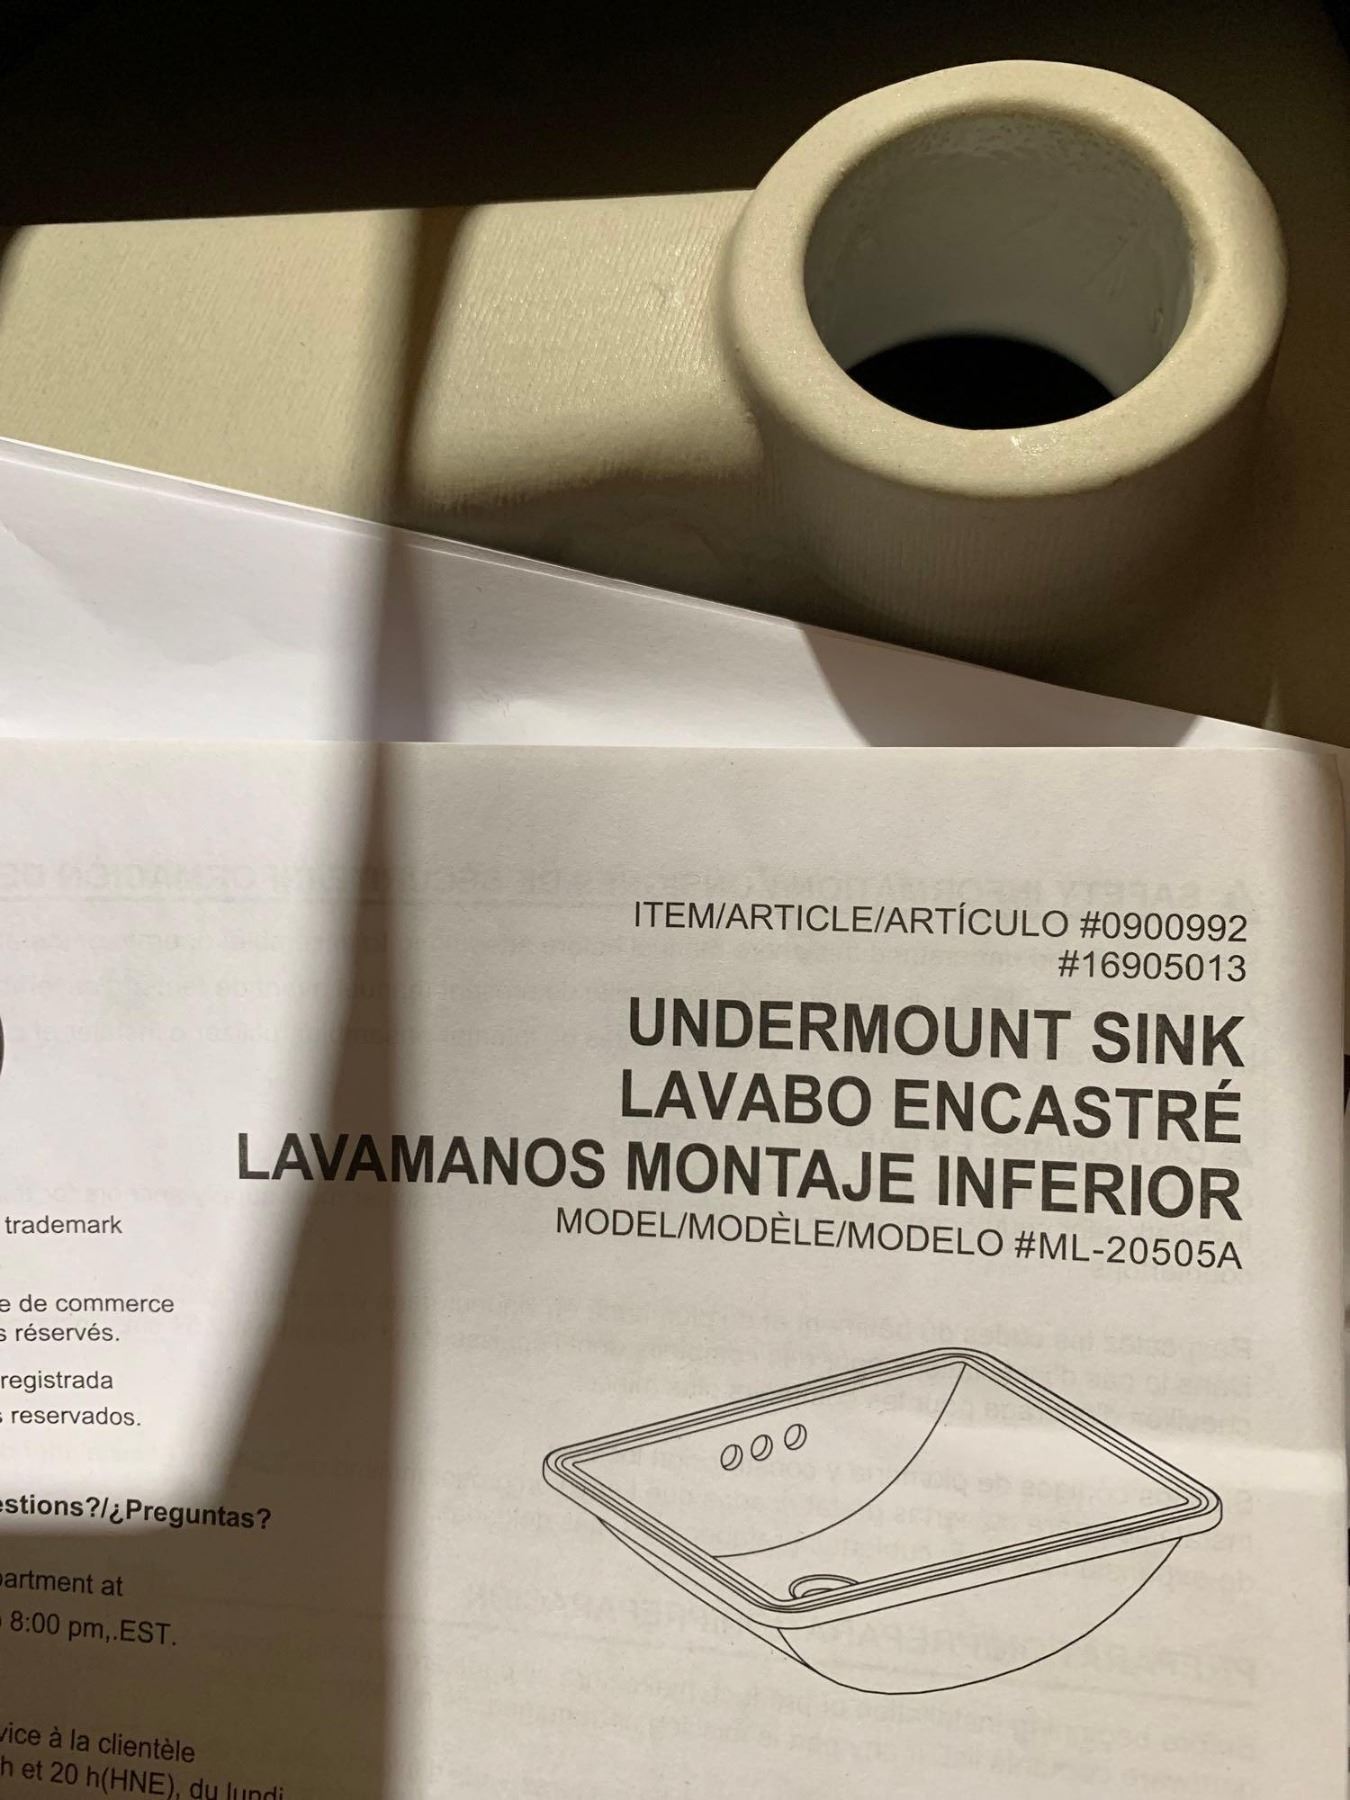 ITEM/ARTICLE/ARTÍCULO #0900992
#16905013
UNDERMOUNT SINK
LAVABO ENCASTRÉ
LAVAMANOS MONTAJE INFERIOR
MODEL/MODÈLE/MODELO #ML-20505A
trademark
de commerce
réservés.
registrada
reservados.
estions?/¿Preguntas?
artment at
8:00 pm,.EST.
vice à la clientèle
h et 20 h(HNE), du lundi